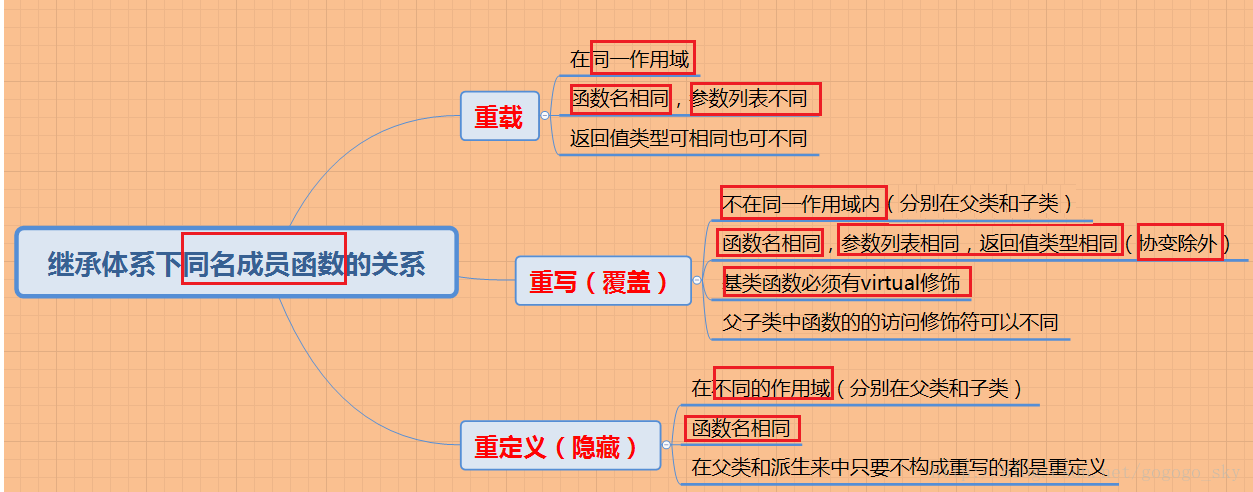 在同一作用域
函数名相同，参数列表不同
重载
返回值类型可相同也可不同
不在同一作用域内（分别在父类和子类）
函数名相同，参数列表相同，返回值类型相同（协变除外）
继承体系下同名成员函数的关系
重写（覆盖）
基类函数必须有virtual修饰
父子类中函数的的访问修饰符可以不同
在不同的作用域（分别在父类和子类）
函数名相同
重定义（隐藏）
在父类和派生来中只要不构成重写的都是重定义
net/gogogo_sky